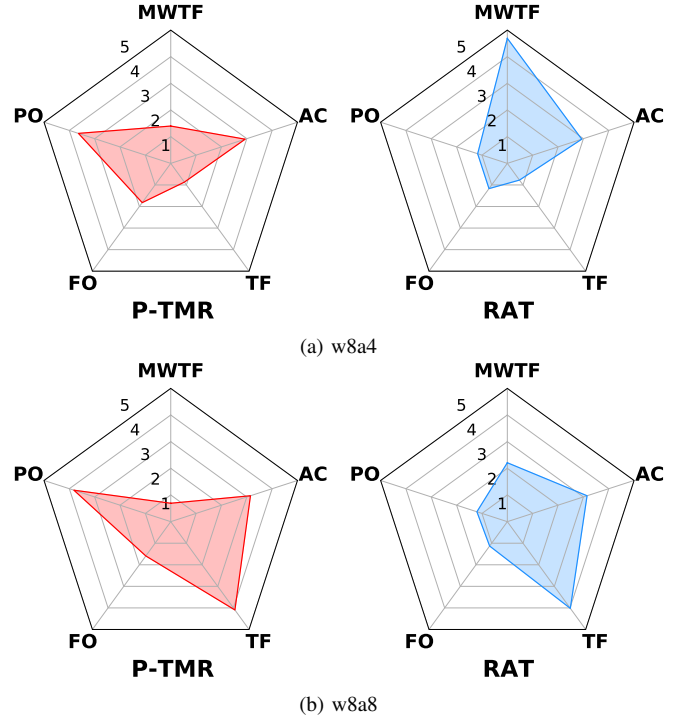 MWTF MWTF
5 5
4 4
PO 3 AC PO 3 AC
2 2
1 1
FO TF FO TF
P-TMR RAT
(a) w8a4
MWTF MWTF
5 5
4 4
PO 3 AC PO 3 AC
2 2
1 1
FO TF FO TF
P-TMR RAT
(b) w8a8